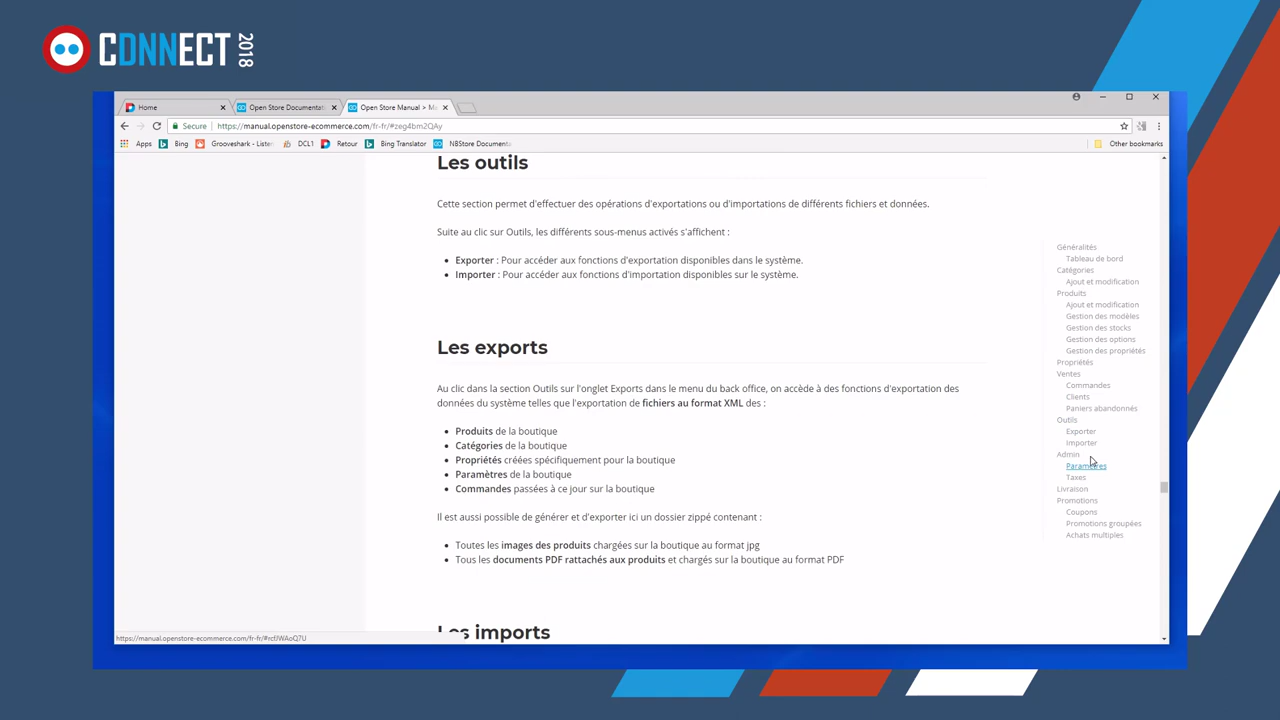 CDNNECT 2018
Home
Open Store Documentati
Open Store Manual > Ma
Secure
https://manual.openstore-ecommerce.com/fr-fr/#zeg4bm2QAy
Apps
Bing
Grooveshark - Listen
DCL1
Retour
Bing Translator
NBStore Documenta
Other bookmarks
Les outils
Cette section permet d'effectuer des opérations d'exportations ou d'importations de différents fichiers et données.
Suite au clic sur Outils, les différents sous-menus activés s'affichent :
Exporter : Pour accéder aux fonctions d'exportation disponibles dans le système.
Importer : Pour accéder aux fonctions d'importation disponibles sur le système.
Les exports
Au clic dans la section Outils sur l'onglet Exports dans le menu du back office, on accède à des fonctions d'exportation des
données du système telles que l'exportation de fichiers au format XML des :
Produits de la boutique
Catégories de la boutique
Propriétés créées spécifiquement pour la boutique
Paramètres de la boutique
Commandes passées à ce jour sur la boutique
Il est aussi possible de générer et d'exporter ici un dossier zippé contenant :
Toutes les images des produits chargées sur la boutique au format jpg
Tous les documents PDF rattachés aux produits et chargés sur la boutique au format PDF
Les imports
Généralités
Tableau de bord
Catégories
Ajout et modification
Produits
Ajout et modification
Gestion des modèles
Gestion des stocks
Gestion des options
Gestion des propriétés
Propriétés
Ventes
Commandes
Clients
Paniers abandonnés
Outils
Exporter
Importer
Admin
Paramètres
Taxes
Livraison
Promotions
Coupons
Promotions groupées
Achats multiples